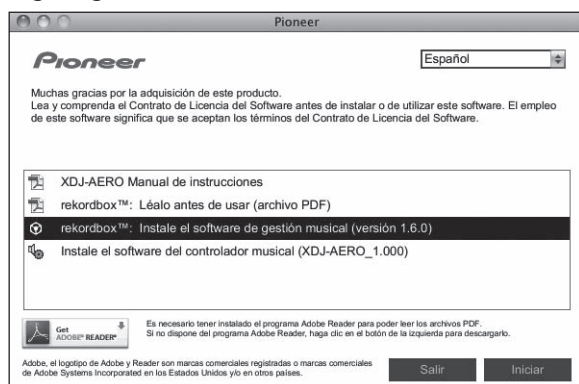 Pioneer
Pioneer
Español
Muchas gracias por la adquisición de este producto.
Lea y comprenda el Contrato de Licencia del Software antes de instalar o de utilizar este software. El empleo
de este software significa que se aceptan los términos del Contrato de Licencia del Software.
XDJ-AERO Manual de instrucciones
rekordbox™: Léalo antes de usar (archivo PDF)
rekordbox™: Instale el software de gestión musical (versión 1.6.0)
Instale el software del controlador musical (XDJ-AERO_1.000)
Get
ADOBE® READER®
Es necesario tener instalado el programa Adobe Reader para poder leer los archivos PDF.
Si no dispone del programa Adobe Reader, haga clic en el botón de la izquierda para descargarlo.
Adobe, el logotipo de Adobe y Reader son marcas comerciales registradas o marcas comerciales
de Adobe Systems Incorporated en los Estados Unidos y/o en otros países.
Salir
Iniciar